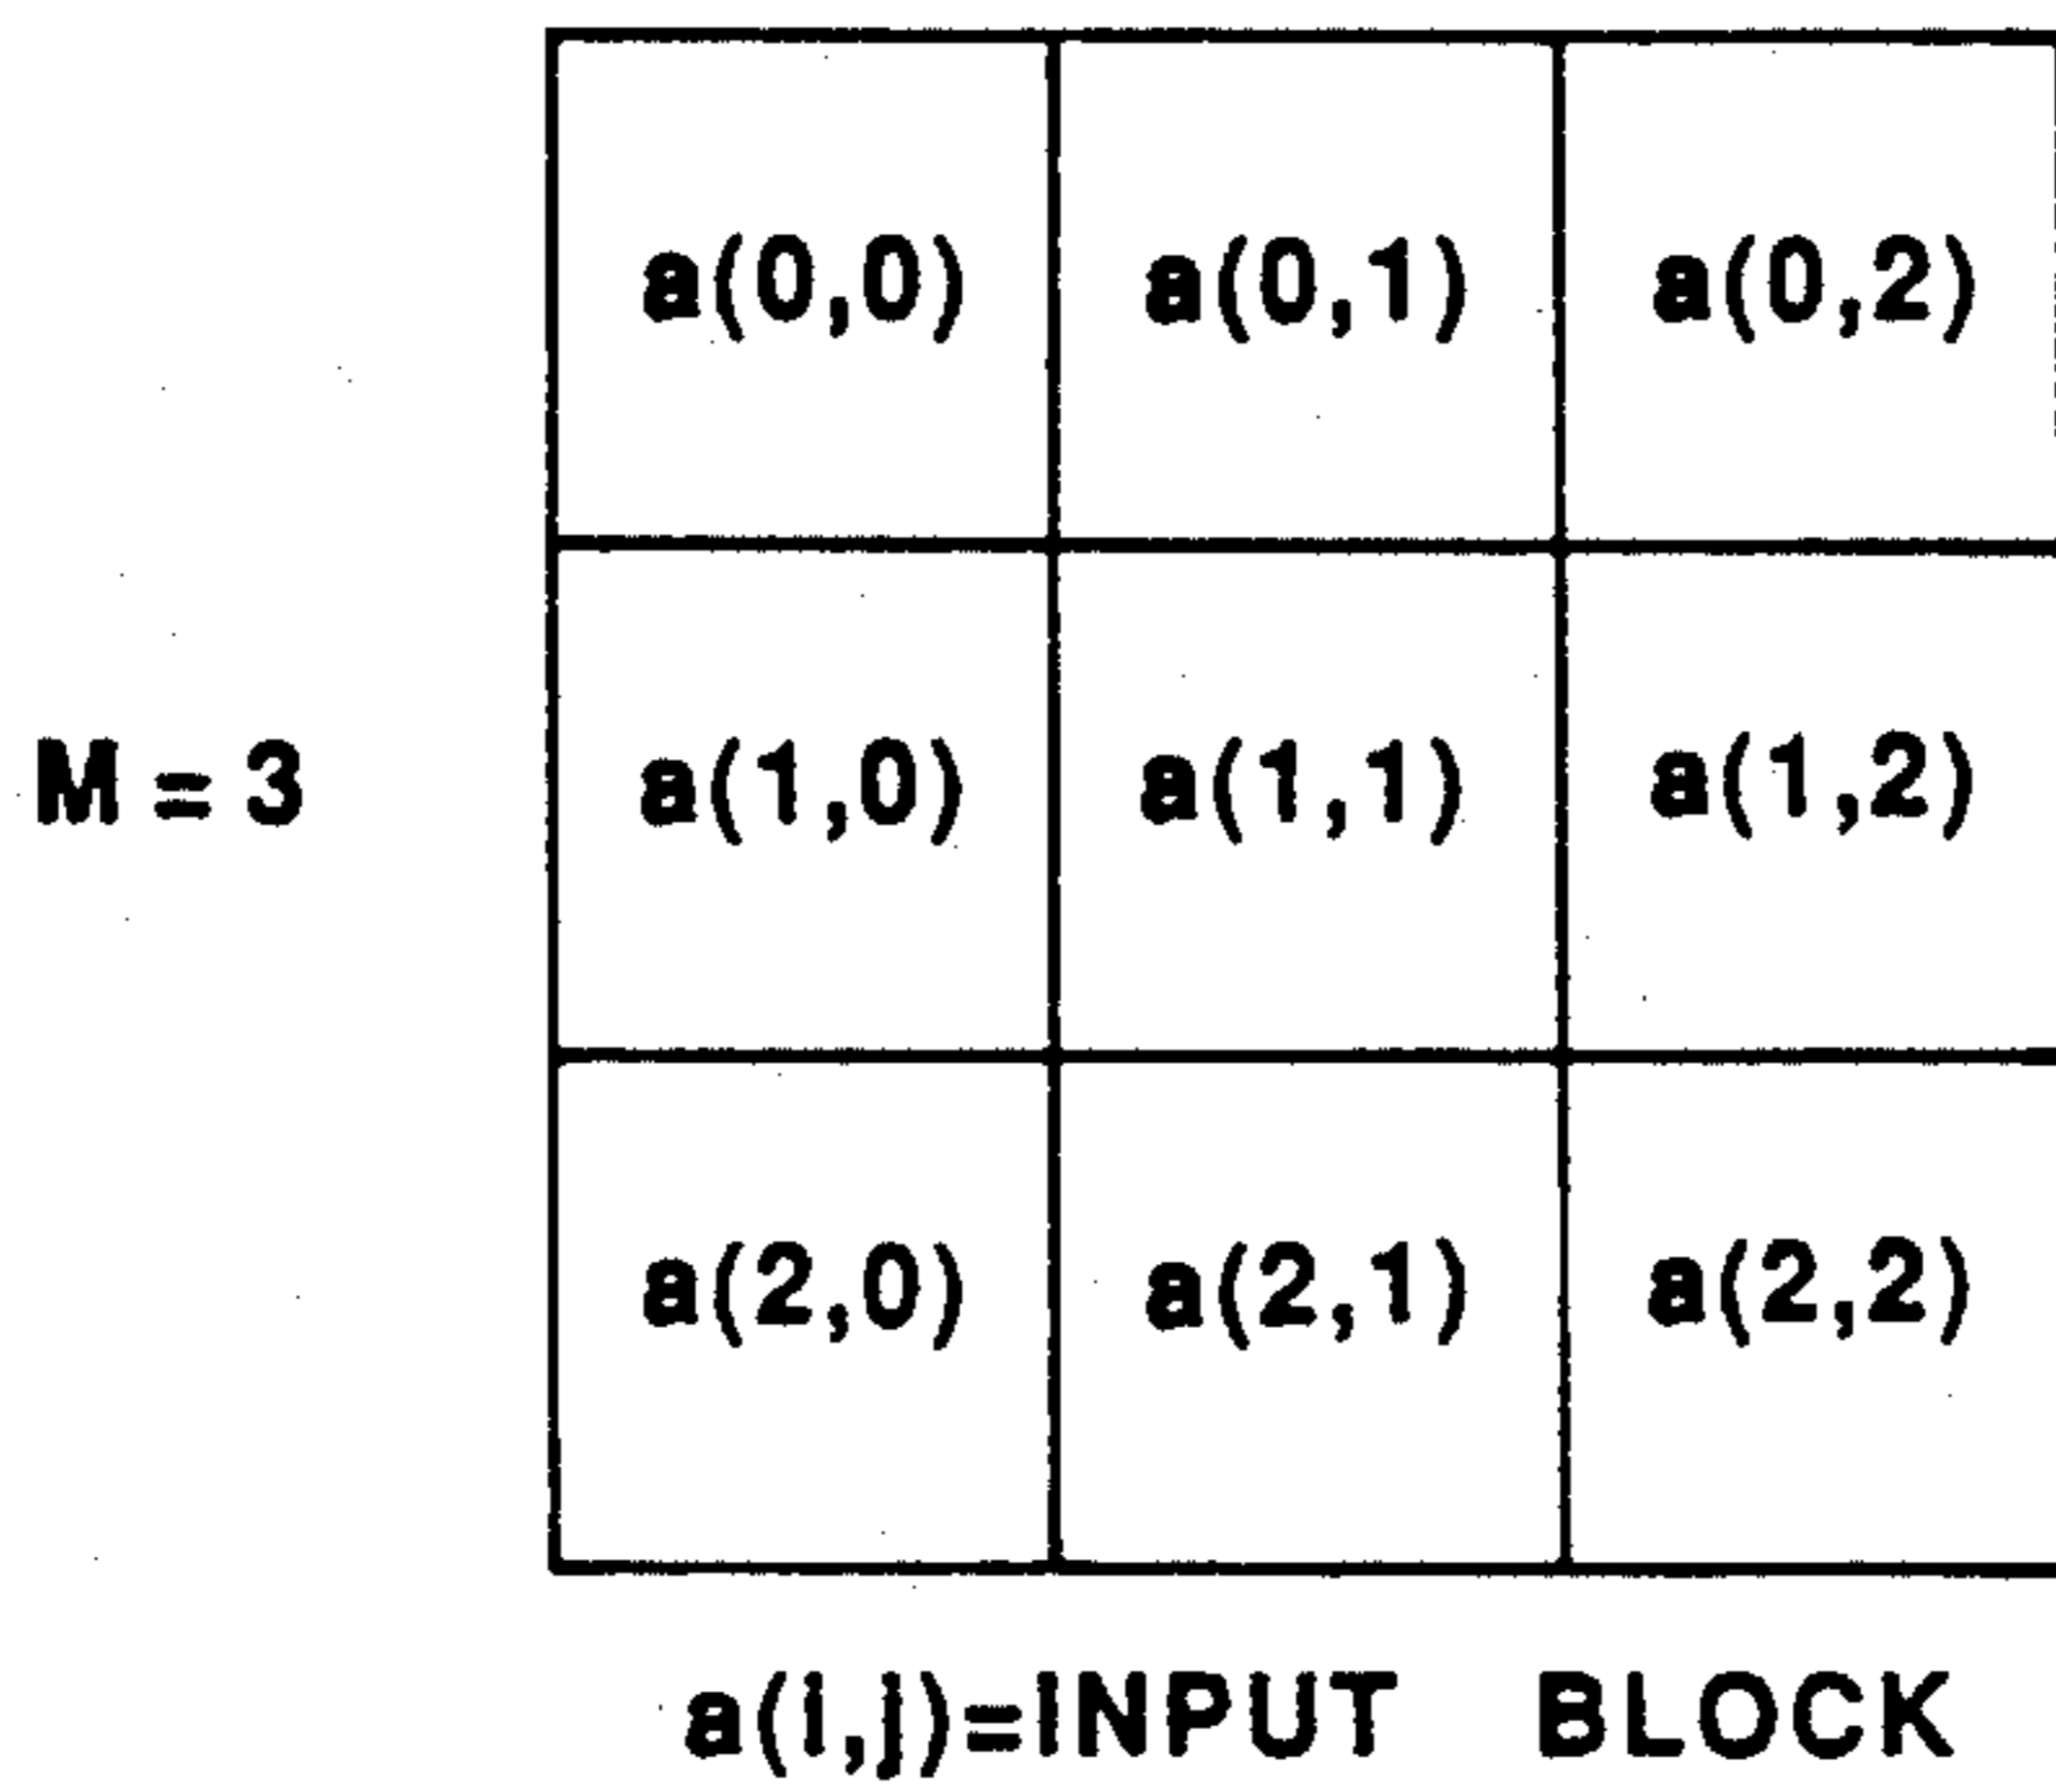 a(0,0) a(0,1) a(0,2)
M = 3 a(1,0) a(1,1) a(1,2)
a(2,0) a(2,1) a(2,2)
a(i,j)=INPUT BLOCK